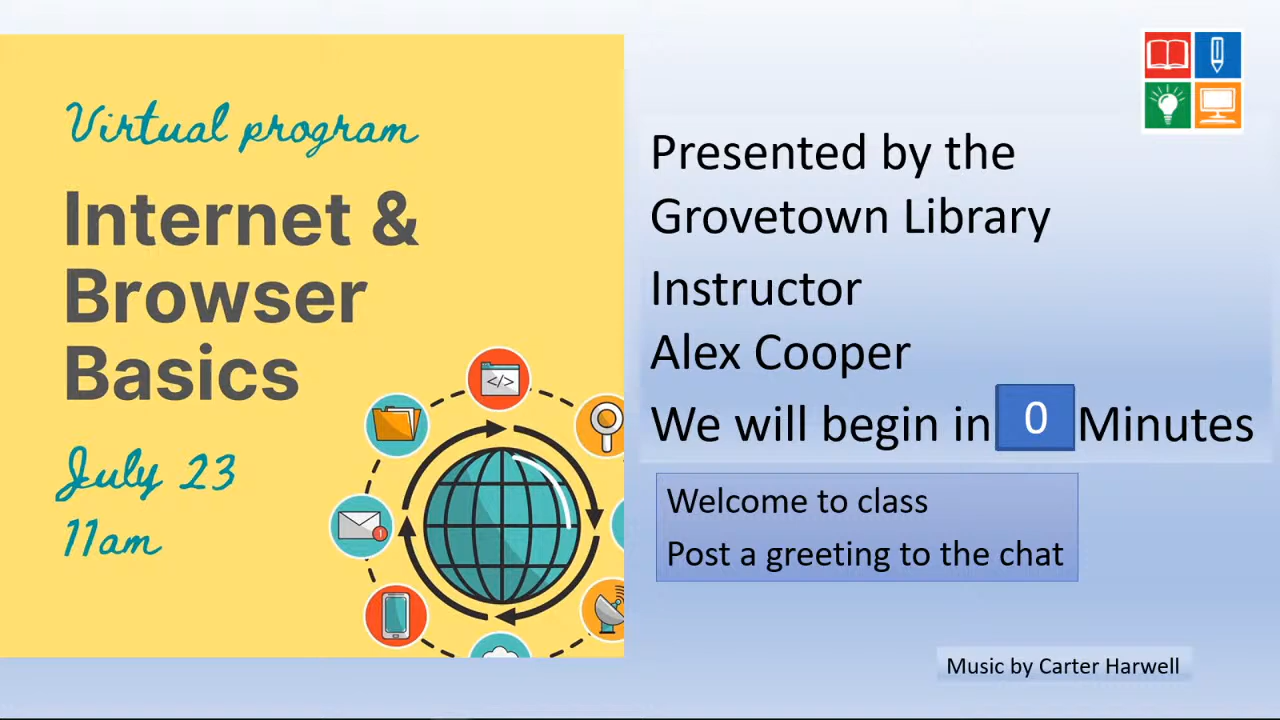 Virtual program
Internet &
Browser
Basics
July 23
11am
</>
1
Presented by the
Grovetown Library
Instructor
Alex Cooper
We will begin in 0 Minutes
Welcome to class
Post a greeting to the chat
Music by Carter Harwell